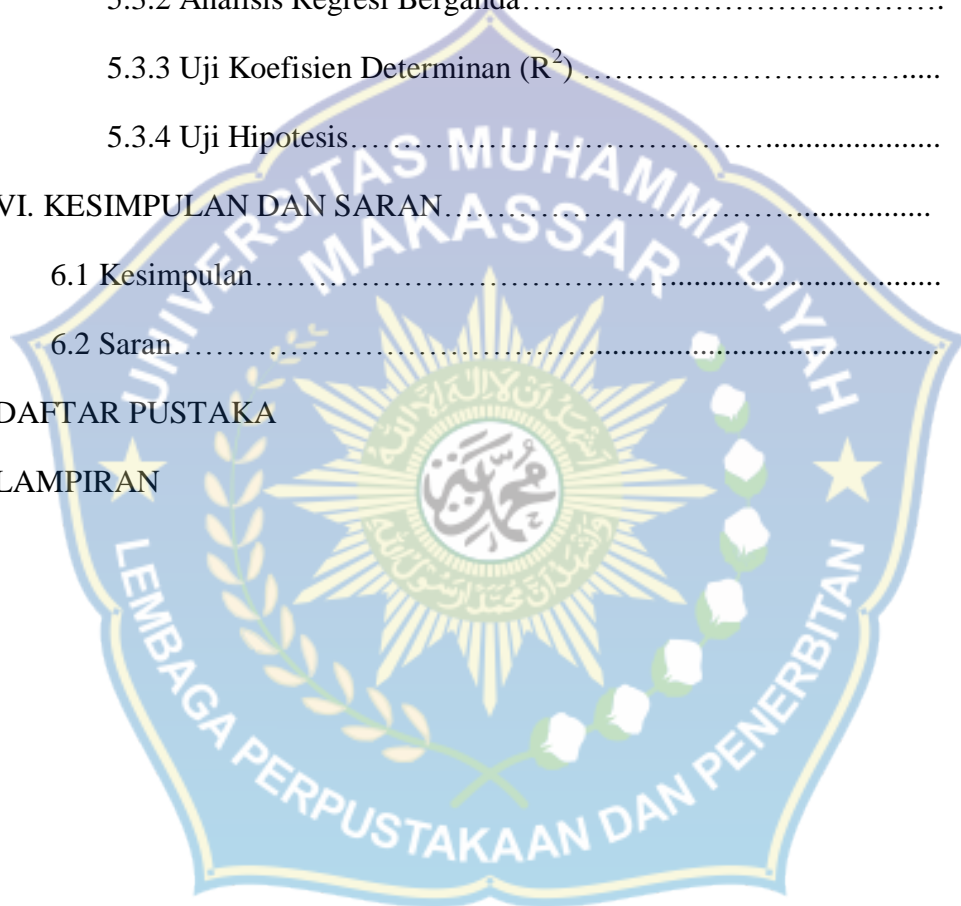 5.3.2 Analisis Regresi Berganda……………………………………….
5.3.3 Uji Koefisien Determinan (R²) ……………………………….....
5.3.4 Uji Hipotesis………………………………………......................
VI. KESIMPULAN DAN SARAN…………………………………................
6.1 Kesimpulan……………………………………..................................
6.2 Saran……………………………………...........................................
DAFTAR PUSTAKA
LAMPIRAN
UNIVERSITAS MUHAMMADIYAH
MAKASSAR
محمدية
LEMBAGA PERPUSTAKAAN DAN PENERBITAN